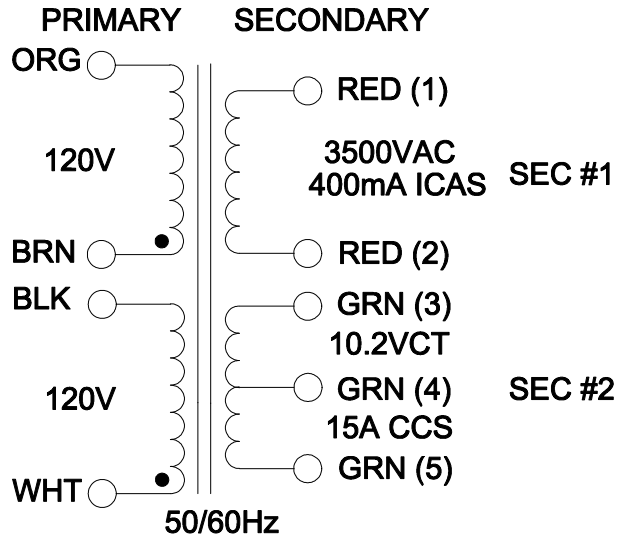 PRIMARY SECONDARY
ORG
RED (1)
120V
3500VAC
400mA ICAS
SEC #1
BRN
RED (2)
BLK
GRN (3)
10.2VCT
120V
GRN (4)
SEC #2
15A CCS
WHT
GRN (5)
50/60Hz